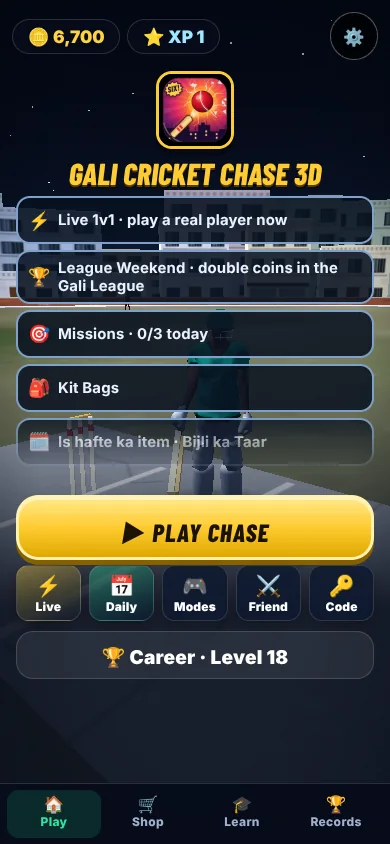 6,700
XP 1
SIX!
GALI CRICKET CHASE 3D
Live 1v1 · play a real player now
League Weekend · double coins in the
Gali League
Missions · 0/3 today
Kit Bags
Is hafte ka item · Bijli ka Taar
PLAY CHASE
Live
JULY
17
Daily
Modes
Friend
Code
Career · Level 18
Play
Shop
Learn
Records